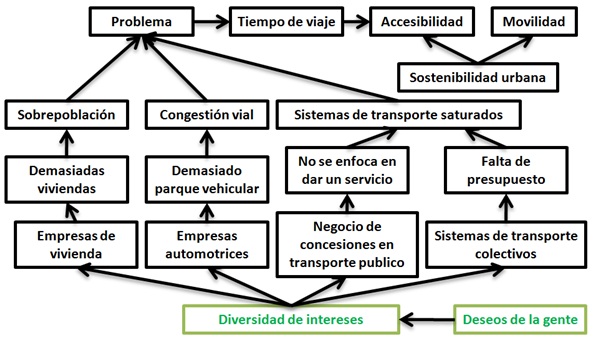 Problema
Tiempo de viaje
Accesibilidad
Movilidad
Sostenibilidad urbana
Sobrepoblación
Congestión vial
Sistemas de transporte saturados
Demasiadas
viviendas
Demasiado
parque vehicular
No se enfoca en
dar un servicio
Falta de
presupuesto
Empresas de
vivienda
Empresas
automotrices
Negocio de
concesiones en
transporte publico
Sistemas de transporte
colectivos
Diversidad de intereses
Deseos de la gente